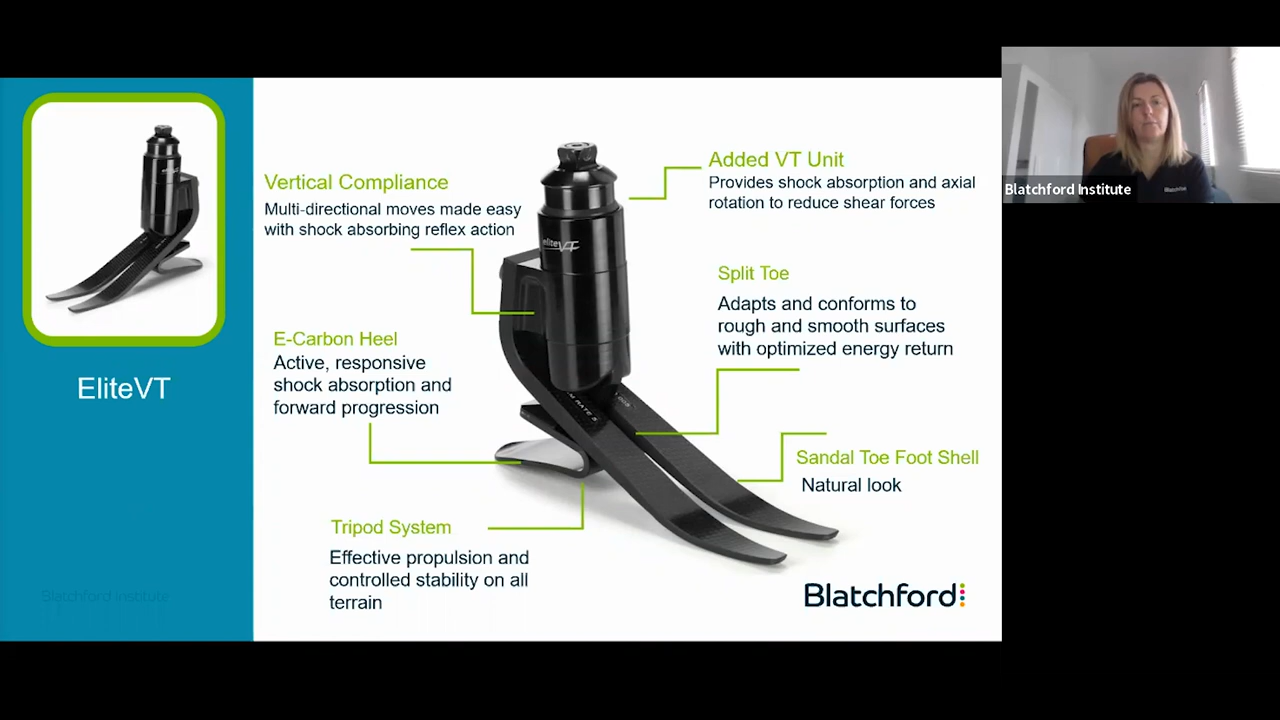 EliteVT
Blatchford Institute
Vertical Compliance
Multi-directional moves made easy
with shock absorbing reflex action
E-Carbon Heel
Active, responsive
shock absorption and
forward progression
Tripod System
Effective propulsion and
controlled stability on all
terrain
eliteVT
Added VT Unit
Provides shock absorption and axial
rotation to reduce shear forces
Split Toe
Adapts and conforms to
rough and smooth surfaces
with optimized energy return
Sandal Toe Foot Shell
Natural look
Blatchford
Blatchford Institute